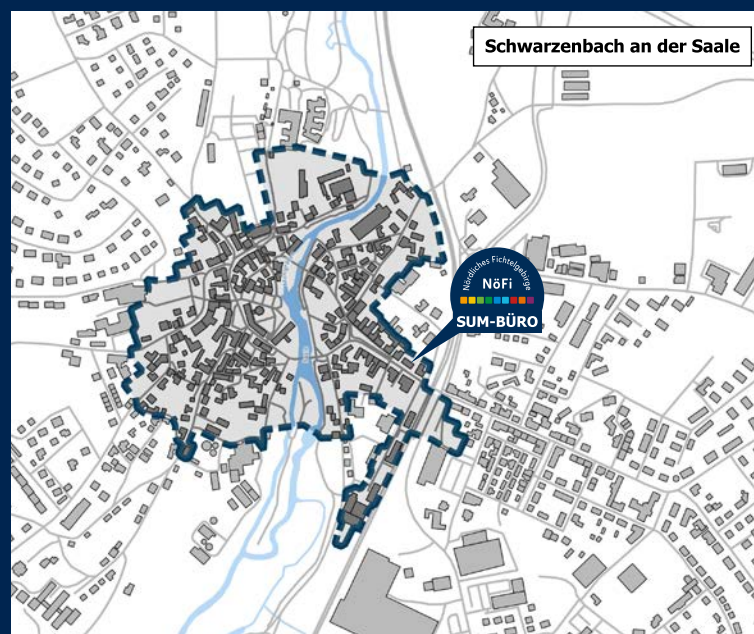 Schwarzenbach an der Saale
Nördliches Fichtelgebirge
NöFi
SUM-BÜRO